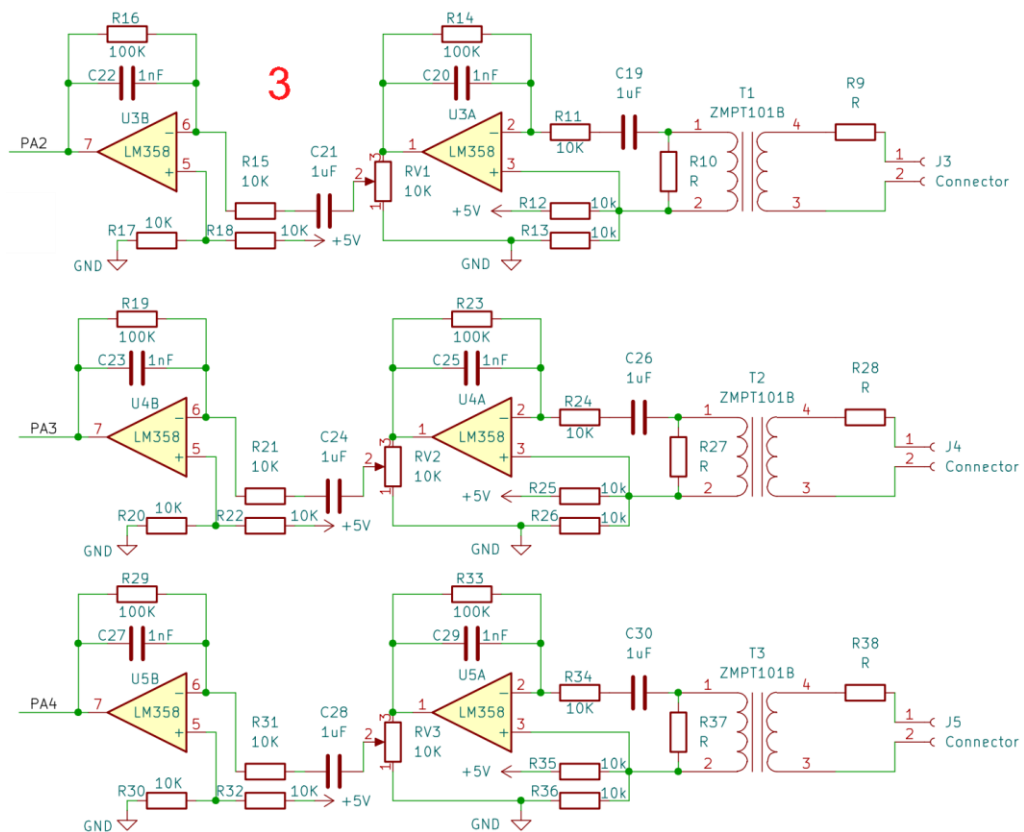 R16
100K
C22 1nF
3
U3B
PA2 7 LM358 6 5
- +
R15
10K
C21
1uF
R17 10K
R18 10K +5V
GND
R14
100K
C20 1nF
U3A
1 LM358 2 3
- +
3 2 1
RV1
10K
R11
10K
C19
1uF
R10
R
+5V R12 10k
R13 10k
GND
T1
ZMPT101B
1 2 4 3
R9
R
1 J3
2 Connector
R19
100K
C23 1nF
U4B
PA3 7 LM358 6 5
- +
R21
10K
C24
1uF
R20 10K
R22 10K +5V
GND
R23
100K
C25 1nF
U4A
1 LM358 2 3
- +
3 2 1
RV2
10K
R24
10K
C26
1uF
R27
R
+5V R25 10k
R26 10k
GND
T2
ZMPT101B
1 2 4 3
R28
R
1 J4
2 Connector
R29
100K
C27 1nF
U5B
PA4 7 LM358 6 5
- +
R31
10K
C28
1uF
R30 10K
R32 10K +5V
GND
R33
100K
C29 1nF
U5A
1 LM358 2 3
- +
3 2 1
RV3
10K
R34
10K
C30
1uF
R37
R
+5V R35 10k
R36 10k
GND
T3
ZMPT101B
1 2 4 3
R38
R
1 J5
2 Connector